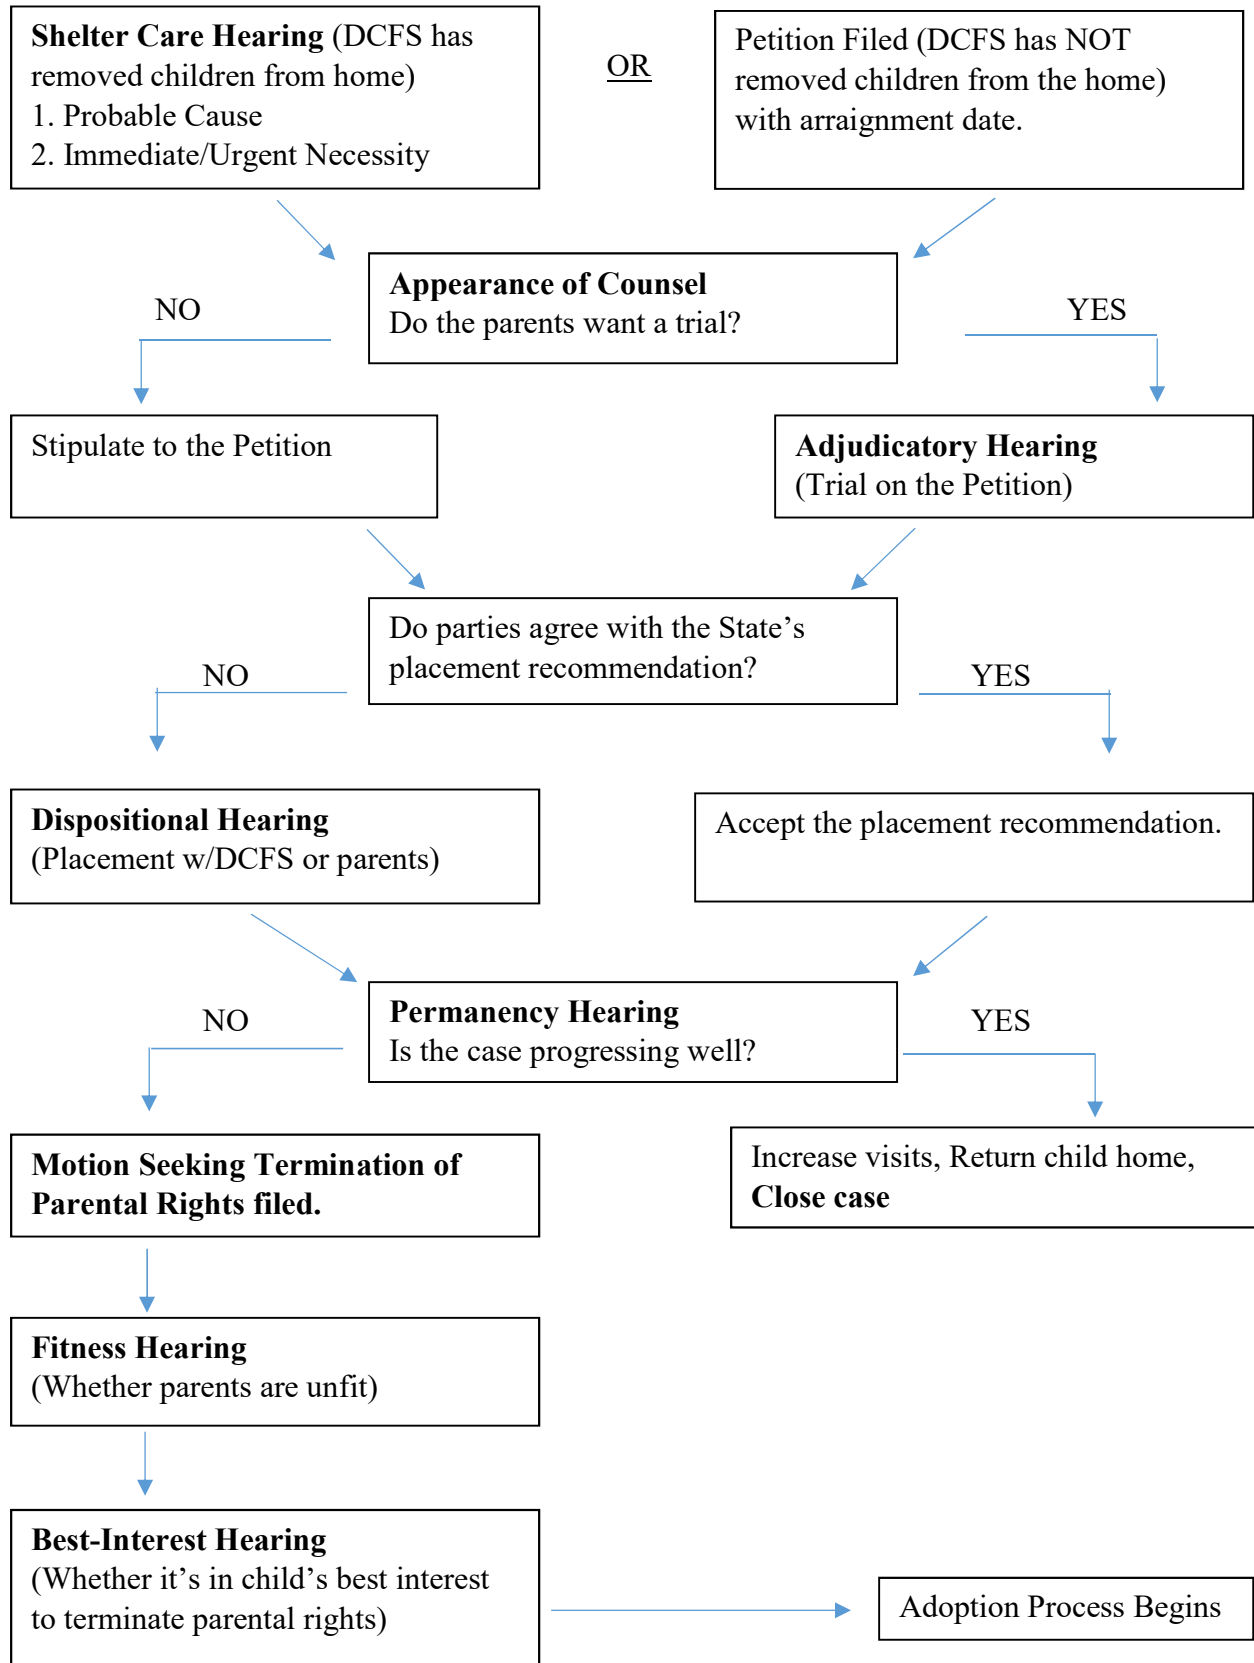 Shelter Care Hearing (DCFS has
removed children from home)
1. Probable Cause
2. Immediate/Urgent Necessity
OR
Petition Filed (DCFS has NOT
removed children from the home)
with arraignment date.
Appearance of Counsel
Do the parents want a trial?
NO
YES
Stipulate to the Petition
Adjudicatory Hearing
(Trial on the Petition)
Do parties agree with the State’s
placement recommendation?
NO
YES
Dispositional Hearing
(Placement w/DCFS or parents)
Accept the placement recommendation.
Permanency Hearing
Is the case progressing well?
NO
YES
Motion Seeking Termination of
Parental Rights filed.
Increase visits, Return child home,
Close case
Fitness Hearing
(Whether parents are unfit)
Best-Interest Hearing
(Whether it’s in child’s best interest
to terminate parental rights)
Adoption Process Begins